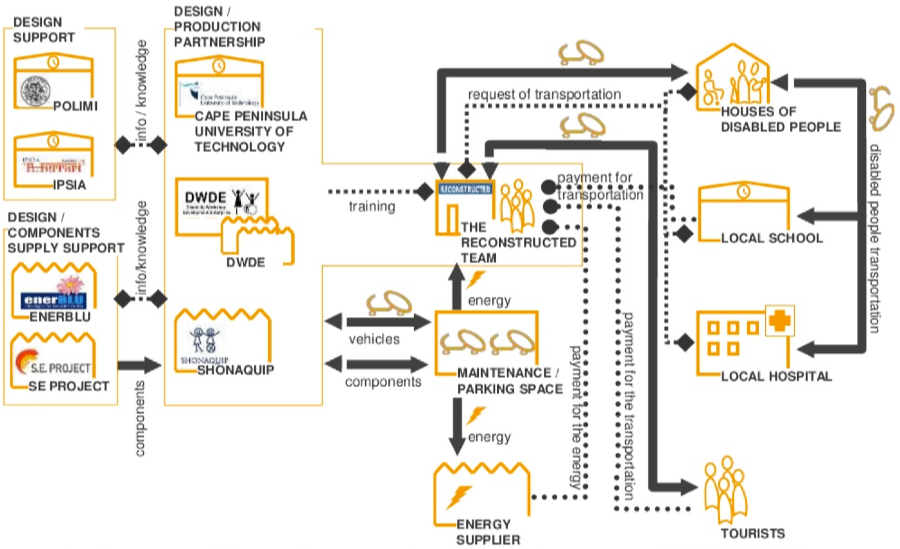 DESIGN
SUPPORT
POLIMI
IPSIA
DESIGN /
COMPONENTS
SUPPLY SUPPORT
enerBLU
ENERBLU
S.E. PROJECT
SE PROJECT
info / knowledge
info/knowledge
components
DESIGN /
PRODUCTION
PARTNERSHIP
Cape Peninsula
University of Technology
CAPE PENINSULA
UNIVERSITY OF
TECHNOLOGY
DWDE
DWDE
SHONAQUIP
SHONAQUIP
training
vehicles
components
RECONSTRUCTED
THE
RECONSTRUCTED
TEAM
energy
MAINTENANCE /
PARKING SPACE
energy
ENERGY
SUPPLIER
request of transportation
payment for
transportation
payment for the energy
payment for the transportation
HOUSES OF
DISABLED PEOPLE
LOCAL SCHOOL
LOCAL HOSPITAL
TOURISTS
disabled people transportation